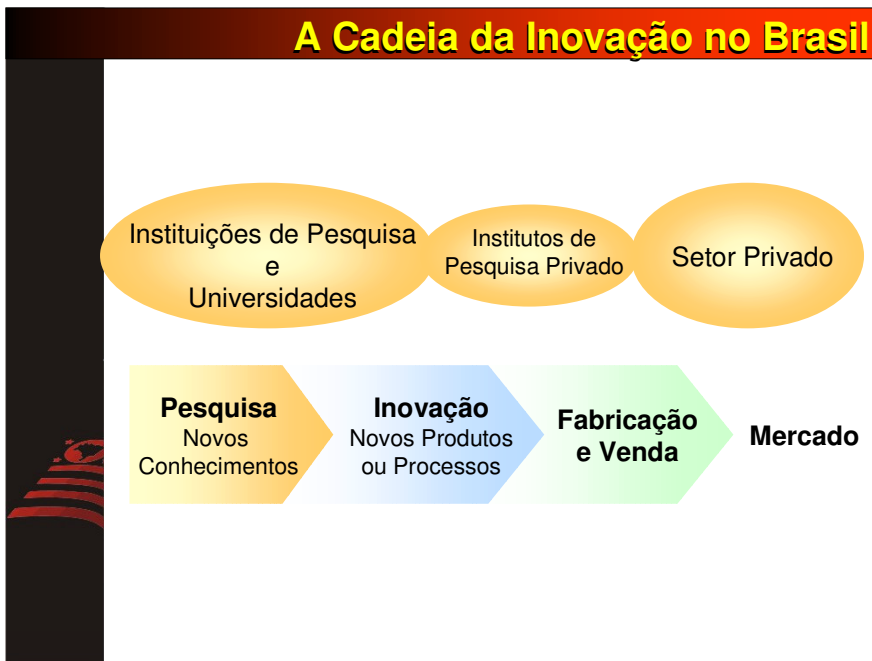 A Cadeia da Inovação no Brasil
Instituições de Pesquisa
e
Universidades
Institutos de
Pesquisa Privado
Setor Privado
Pesquisa
Novos
Conhecimentos
Inovação
Novos Produtos
ou Processos
Fabricação
e Venda
Mercado